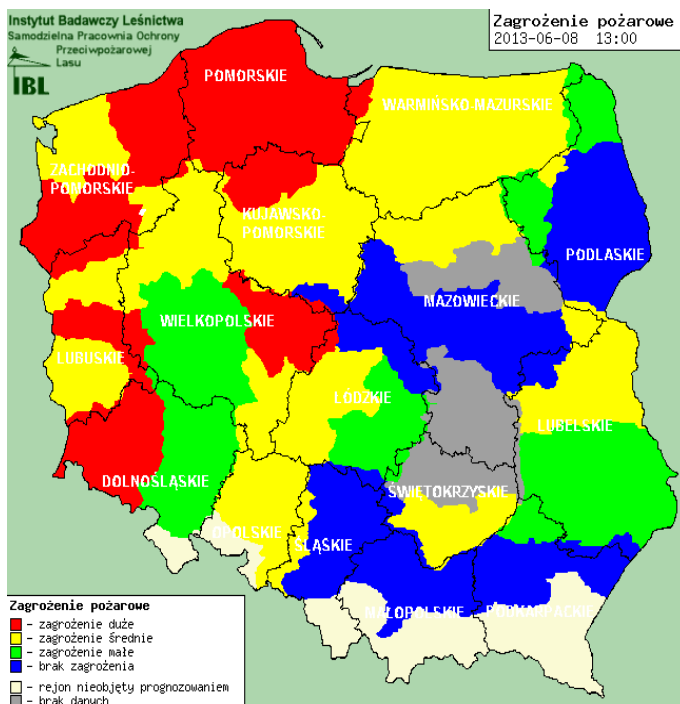 Instytut Badawczy Leśnictwa
Samodzielna Pracownia Ochrony
Przeciwpożarowej
Lasu
IBL
Zagrożenie pożarowe
2013-06-08 13:00
POMORSKIE
WARMIŃSKO-MAZURSKIE
ZACHODNIO-
POMORSKIE
KUJAWSKO-
POMORSKIE
PODLASKIE
MAZOWIECKIE
WIELKOPOLSKIE
LUBUSKIE
ŁÓDZKIE
LUBELSKIE
DOLNOŚLĄSKIE
ŚWIĘTOKRZYSKIE
OPOLSKIE
ŚLĄSKIE
MAŁOPOLSKIE
PODKARPACKIE
Zagrożenie pożarowe
- zagrożenie duże
- zagrożenie średnie
- zagrożenie małe
- brak zagrożenia
- rejon nieobjęty prognozowaniem
- brak danych